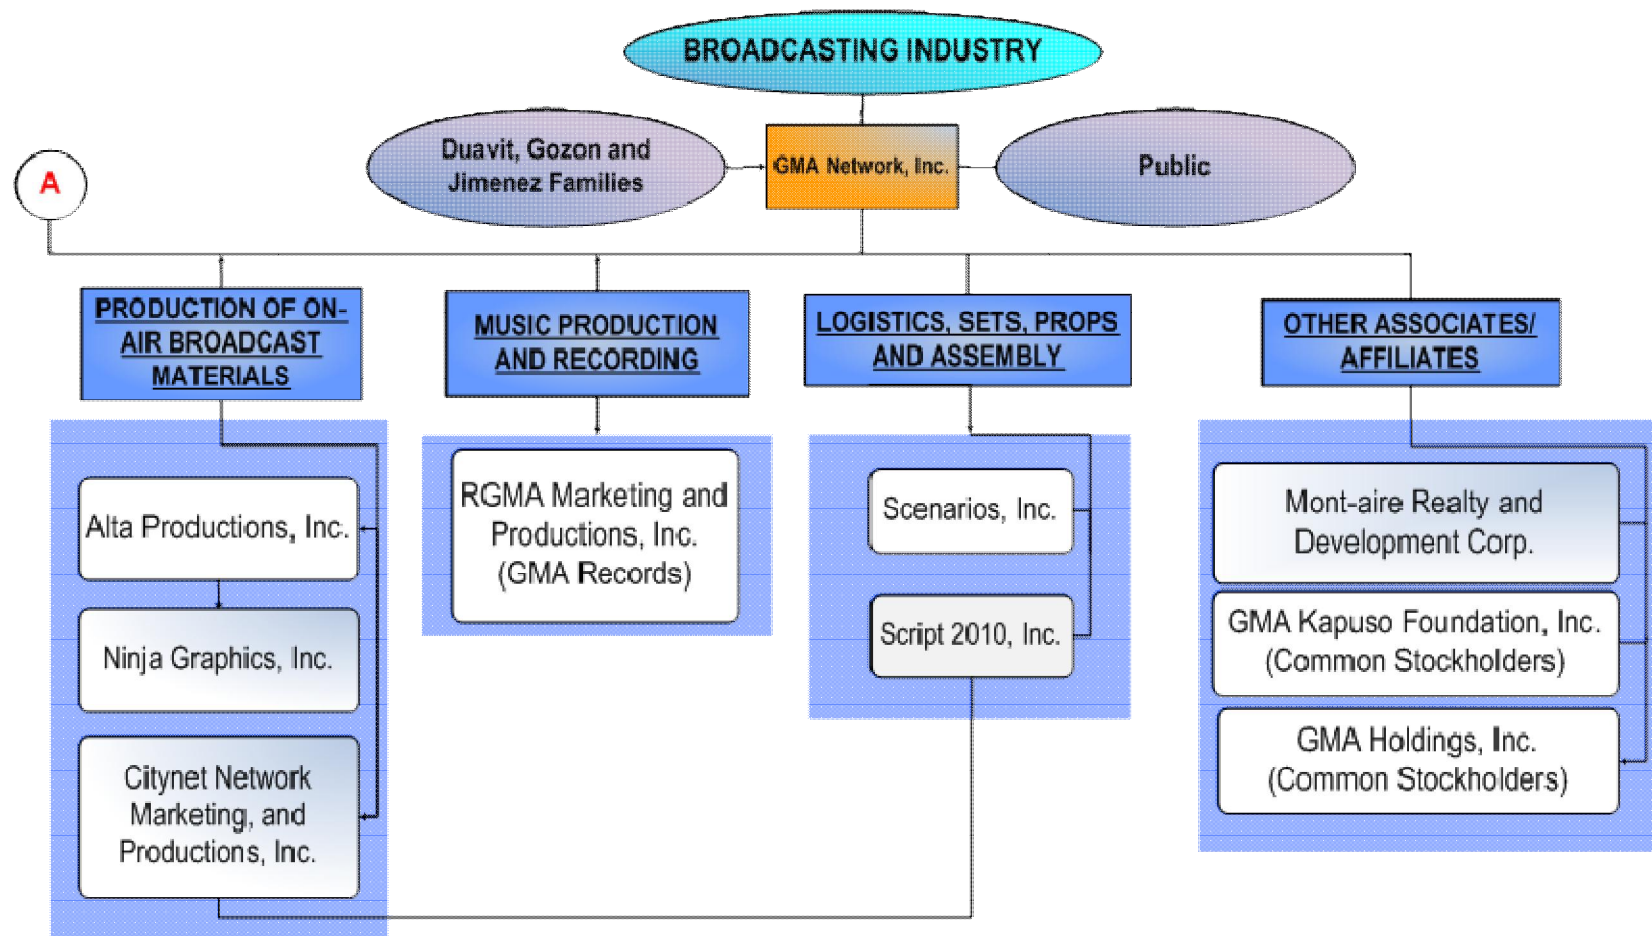 BROADCASTING INDUSTRY
Duavit, Gozon and
Jimenez Families
GMA Network, Inc.
Public
A
PRODUCTION OF ON-
AIR BROADCAST
MATERIALS
MUSIC PRODUCTION
AND RECORDING
LOGISTICS, SETS, PROPS
AND ASSEMBLY
OTHER ASSOCIATES/
AFFILIATES
Alta Productions, Inc.
Ninja Graphics, Inc.
Citynet Network
Marketing, and
Productions, Inc.
RGMA Marketing and
Productions, Inc.
(GMA Records)
Scenarios, Inc.
Script 2010, Inc.
Mont-aire Realty and
Development Corp.
GMA Kapuso Foundation, Inc.
(Common Stockholders)
GMA Holdings, Inc.
(Common Stockholders)